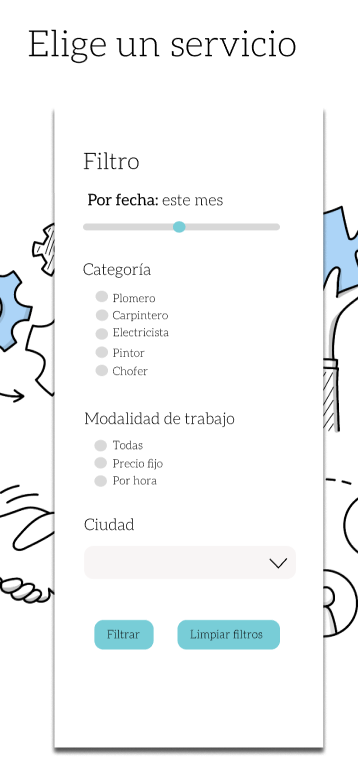 Elige un servicio
Filtro
Por fecha: este mes
Categoría
Plomero
Carpintero
Electricista
Pintor
Chofer
Modalidad de trabajo
Todas
Precio fijo
Por hora
Ciudad
Filtrar
Limpiar filtros